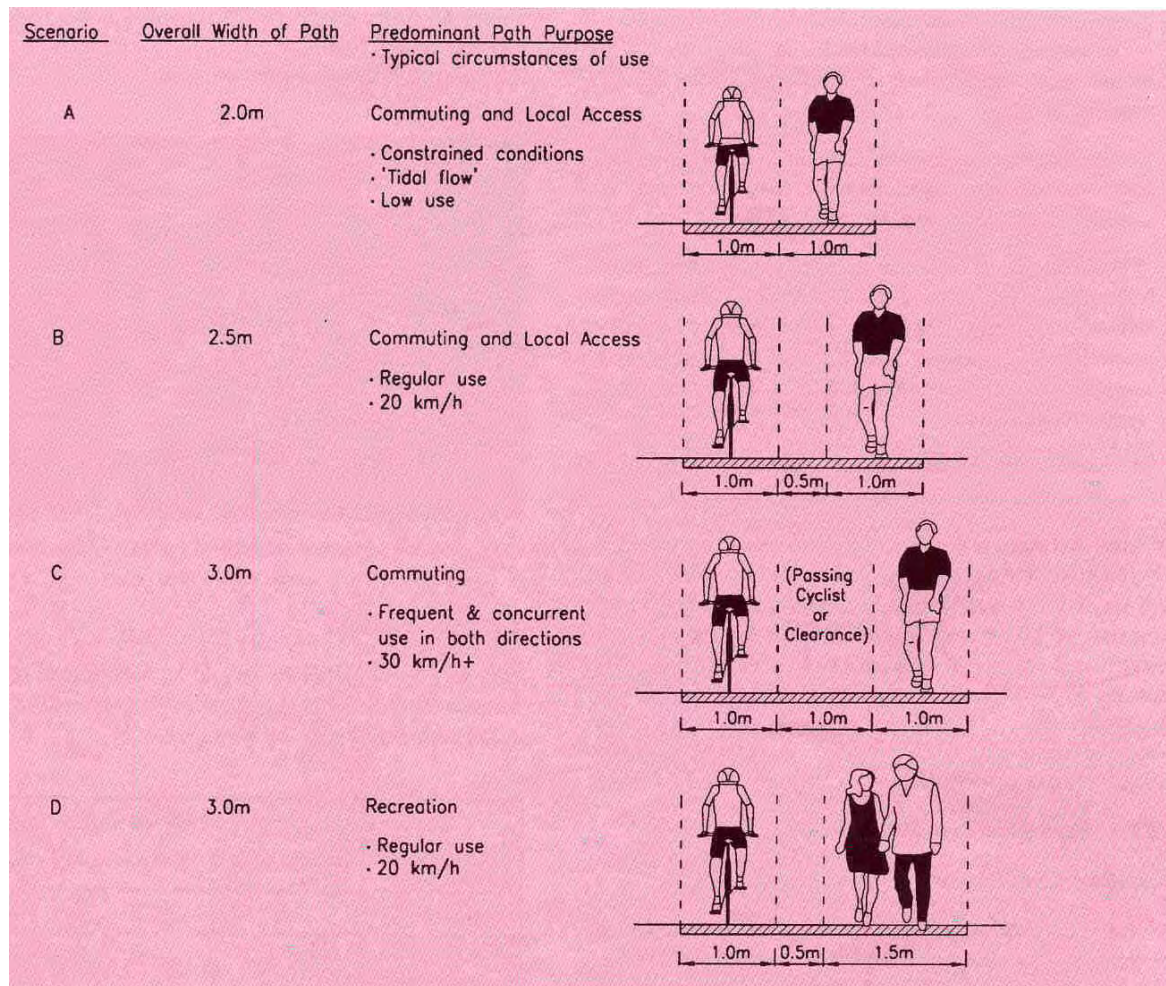 Scenario Overall Width of Path Predominant Path Purpose
· Typical circumstances of use
A 2.0m Commuting and Local Access
· Constrained conditions
· 'Tidal flow'
· Low use
1.0m 1.0m
B 2.5m Commuting and Local Access
· Regular use
· 20 km/h
1.0m 0.5m 1.0m
C 3.0m Commuting
· Frequent & concurrent
use in both directions
· 30 km/h+
(Passing
Cyclist
or
Clearance)
1.0m 1.0m 1.0m
D 3.0m Recreation
· Regular use
· 20 km/h
1.0m 0.5m 1.5m